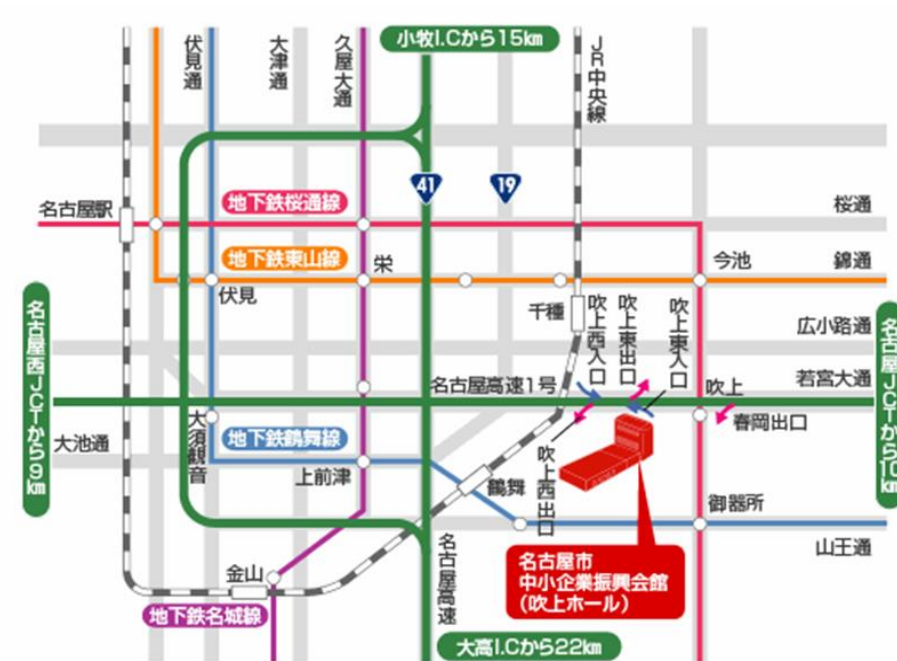 小牧I.Cから15km
伏見通
大津通
久屋大通
JR中央線
41
19
名古屋駅
地下鉄桜通線
桜通
地下鉄東山線
栄
今池
錦通
伏見
千種
吹上西入口
吹上東出口
吹上東入口
広小路通
名古屋西JCTから9km
名古屋高速1号
吹上
若宮大通
名古屋JCTから10km
大池通
大須観音
地下鉄鶴舞線
春岡出口
上前津
鶴舞
吹上西出口
御器所
山王通
金山
名古屋高速
名古屋市
中小企業振興会館
(吹上ホール)
地下鉄名城線
大高I.Cから22km